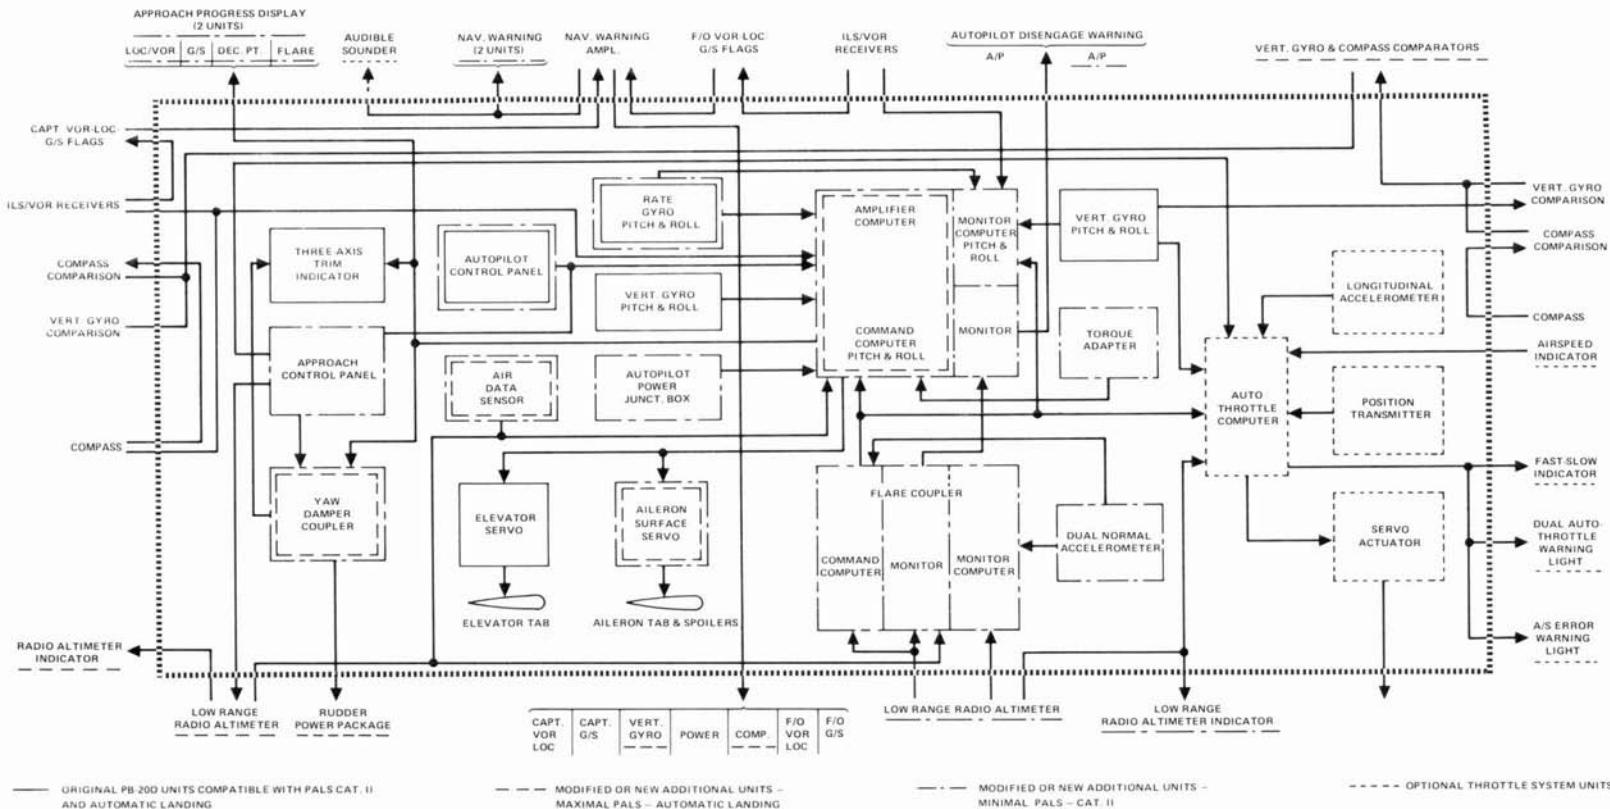 APPROACH PROGRESS DISPLAY
(2 UNITS)
LOC/VOR G/S DEC. PT. FLARE
AUDIBLE
SOUNDER
NAV. WARNING
(2 UNITS)
NAV. WARNING
AMPL.
F/O VOR-LOC
G/S FLAGS
ILS/VOR
RECEIVERS
AUTOPILOT DISENGAGE WARNING
A/P A/P
VERT. GYRO & COMPASS COMPARATORS
CAPT. VOR-LOC-
G/S FLAGS
ILS/VOR RECEIVERS
COMPASS
COMPARISON
VERT. GYRO
COMPARISON
COMPASS
RADIO ALTIMETER
INDICATOR
THREE-AXIS
TRIM
INDICATOR
APPROACH
CONTROL PANEL
YAW
DAMPER
COUPLER
AUTOPILOT
CONTROL PANEL
AIR
DATA
SENSOR
ELEVATOR
SERVO
ELEVATOR TAB
RATE
GYRO
PITCH & ROLL
VERT. GYRO
PITCH & ROLL
AUTOPILOT
POWER
JUNCT. BOX
AILERON
SURFACE
SERVO
AILERON TAB & SPOILERS
AMPLIFIER
COMPUTER
COMMAND
COMPUTER
PITCH & ROLL
MONITOR
COMPUTER
PITCH &
ROLL
MONITOR
FLARE COUPLER
COMMAND
COMPUTER
MONITOR
MONITOR
COMPUTER
VERT. GYRO
PITCH & ROLL
TORQUE
ADAPTER
DUAL NORMAL
ACCELEROMETER
AUTO
THROTTLE
COMPUTER
LONGITUDINAL
ACCELEROMETER
POSITION
TRANSMITTER
SERVO
ACTUATOR
VERT. GYRO
COMPARISON
COMPASS
COMPARISON
COMPASS
AIRSPEED
INDICATOR
FAST-SLOW
INDICATOR
DUAL AUTO-
THROTTLE
WARNING
LIGHT
A/S ERROR
WARNING
LIGHT
LOW RANGE
RADIO ALTIMETER
RUDDER
POWER PACKAGE
CAPT.
VOR
LOC
CAPT.
G/S
VERT.
GYRO
POWER
COMP.
F/O
VOR
LOC
F/O
G/S
LOW RANGE RADIO ALTIMETER
LOW RANGE
RADIO ALTIMETER INDICATOR
ORIGINAL PB-20D UNITS COMPATIBLE WITH PALS CAT. II
AND AUTOMATIC LANDING
MODIFIED OR NEW ADDITIONAL UNITS –
MAXIMAL PALS – AUTOMATIC LANDING
MODIFIED OR NEW ADDITIONAL UNITS –
MINIMAL PALS – CAT. II
OPTIONAL THROTTLE SYSTEM UNITS